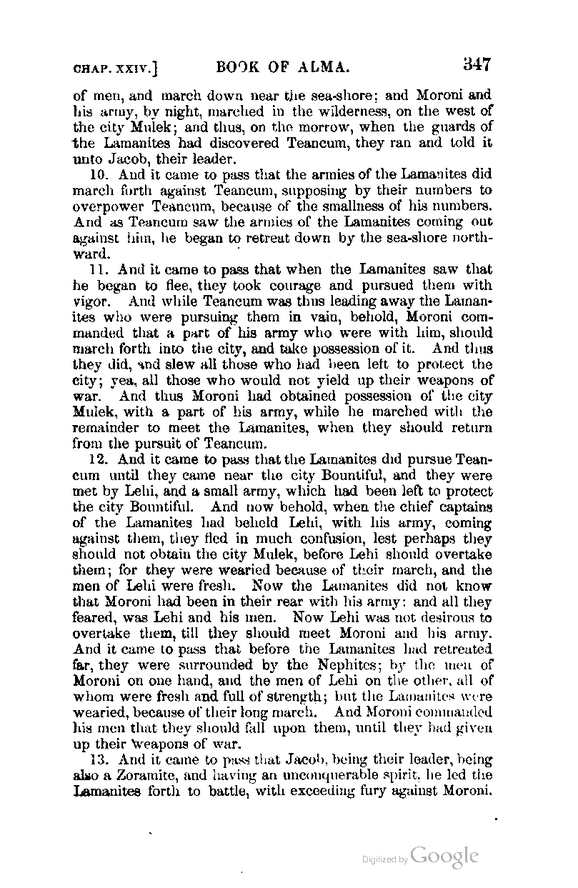 CHAP. XXIV.] BOOK OF ALMA. 347
of men, and march down near the sea-shore; and Moroni and
his army, by night, marched in the wilderness, on the west of
the city Mulek; and thus, on the morrow, when the guards of
the Lamanites had discovered Teancum, they ran and told it
unto Jacob, their leader.
10. And it came to pass that the armies of the Lamanites did
march forth against Teancum, supposing by their numbers to
overpower Teancum, because of the smallness of his numbers.
And as Teancum saw the armies of the Lamanites coming out
against him, he began to retreat down by the sea-shore north-
ward.
11. And it came to pass that when the Lamanites saw that
he began to flee, they took courage and pursued them with
vigor. And while Teancum was thus leading away the Laman-
ites who were pursuing them in vain, behold, Moroni com-
manded that a part of his army who were with him, should
march forth into the city, and take possession of it. And thus
they did, and slew all those who had been left to protect the
city; yea, all those who would not yield up their weapons of
war. And thus Moroni had obtained possession of the city
Mulek, with a part of his army, while he marched with the
remainder to meet the Lamanites, when they should return
from the pursuit of Teancum.
12. And it came to pass that the Lamanites did pursue Tean-
cum until they came near the city Bountiful, and they were
met by Lehi, and a small army, which had been left to protect
the city Bountiful. And now behold, when the chief captains
of the Lamanites had beheld Lehi, with his army, coming
against them, they fled in much confusion, lest perhaps they
should not obtain the city Mulek, before Lehi should overtake
them; for they were wearied because of their march, and the
men of Lehi were fresh. Now the Lamanites did not know
that Moroni had been in their rear with his army; and all they
feared, was Lehi and his men. Now Lehi was not desirous to
overtake them, till they should meet Moroni and his army.
And it came to pass that before the Lamanites had retreated
far, they were surrounded by the Nephites; by the men of
Moroni on one hand, and the men of Lehi on the other, all of
whom were fresh and full of strength; but the Lamanites were
wearied, because of their long march. And Moroni commanded
his men that they should fall upon them, until they had given
up their weapons of war.
13. And it came to pass that Jacob, being their leader, being
also a Zoramite, and having an unconquerable spirit, he led the
Lamanites forth to battle, with exceeding fury against Moroni.
Digitized by Google